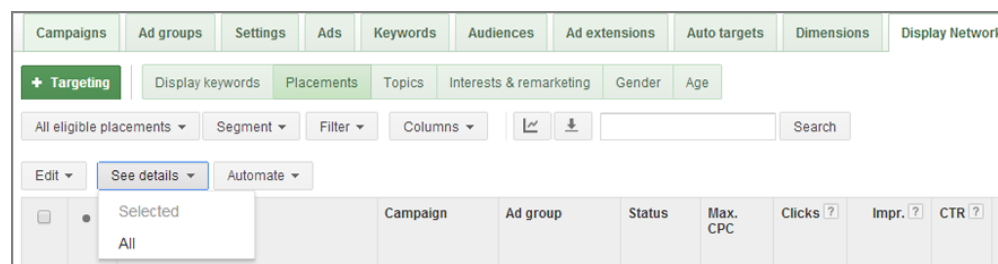 Campaigns Ad groups Settings Ads Keywords Audiences Ad extensions Auto targets Dimensions Display Network
+ Targeting Display keywords Placements Topics Interests & remarketing Gender Age
All eligible placements Segment Filter Columns Search
Edit See details Automate
Selected
All
Campaign Ad group Status Max. CPC Clicks ? Impr. ? CTR ?